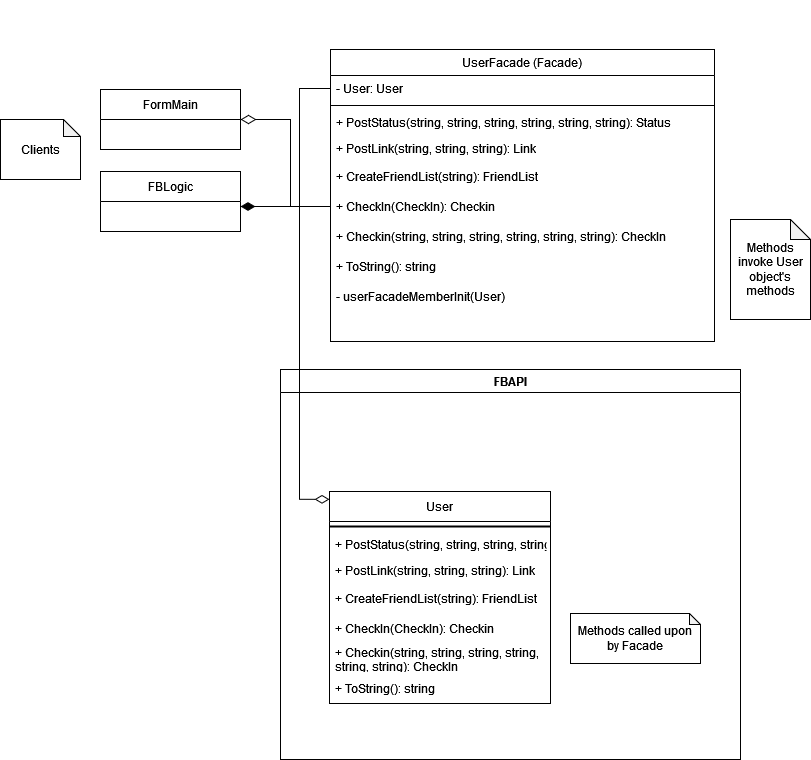 UserFacade (Facade)
- User: User
+ PostStatus(string, string, string, string, string, string): Status
+ PostLink(string, string, string): Link
+ CreateFriendList(string): FriendList
+ CheckIn(CheckIn): Checkin
+ Checkin(string, string, string, string, string, string): CheckIn
+ ToString(): string
- userFacadeMemberInit(User)
FormMain
Clients
FBLogic
Methods
invoke User
object's
methods
FBAPI
User
+ PostStatus(string, string, string, string
+ PostLink(string, string, string): Link
+ CreateFriendList(string): FriendList
+ CheckIn(CheckIn): Checkin
+ Checkin(string, string, string, string,
string, string): CheckIn
+ ToString(): string
Methods called upon
by Facade